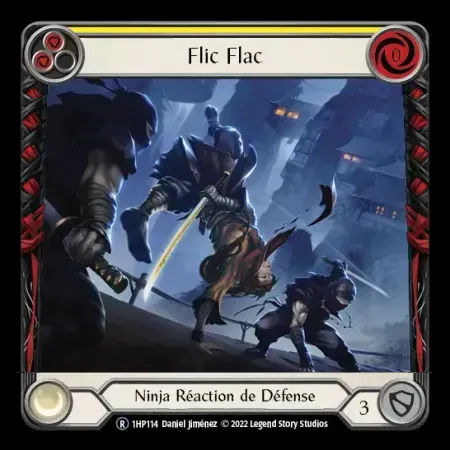 Flic Flac
0
Ninja Réaction de Défense
3
R 1HP114 Daniel Jiménez © 2022 Legend Story Studios